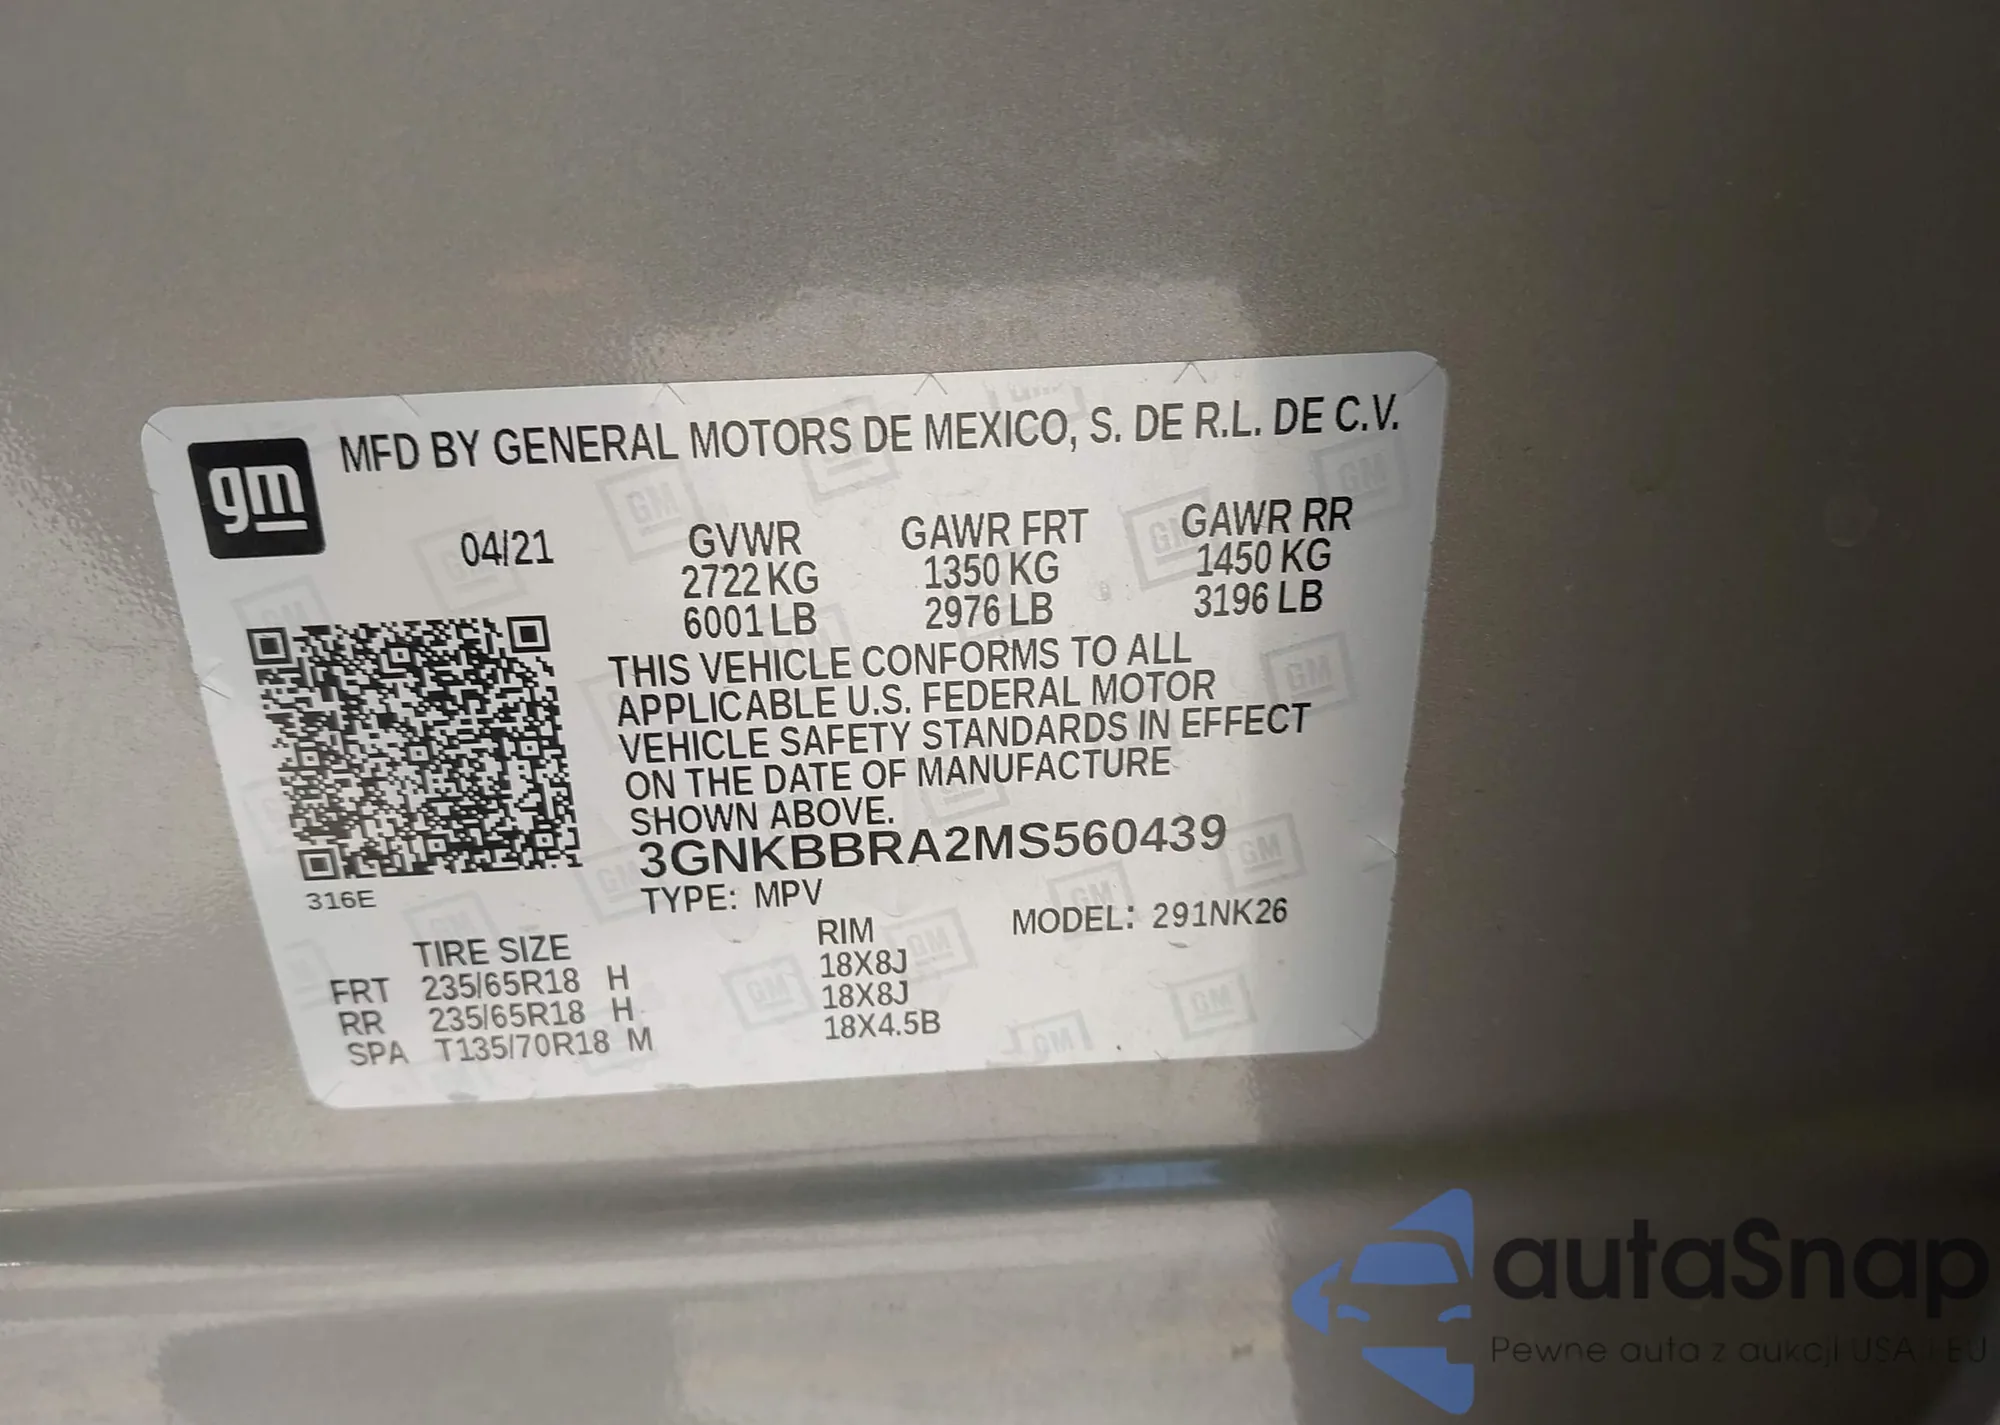 gm
MFD BY GENERAL MOTORS DE MEXICO, S. DE R.L. DE C.V.
04/21
GVWR
2722 KG
6001 LB
GAWR FRT
1350 KG
2976 LB
GAWR RR
1450 KG
3196 LB
THIS VEHICLE CONFORMS TO ALL
APPLICABLE U.S. FEDERAL MOTOR
VEHICLE SAFETY STANDARDS IN EFFECT
ON THE DATE OF MANUFACTURE
SHOWN ABOVE.
3GNKBBRA2MS560439
316E
TYPE: MPV
MODEL: 291NK26
TIRE SIZE RIM
FRT 235/65R18 H 18X8J
RR 235/65R18 H 18X8J
SPA T135/70R18 M 18X4.5B
autaSnap
Pewne auta z aukcji USA i EU